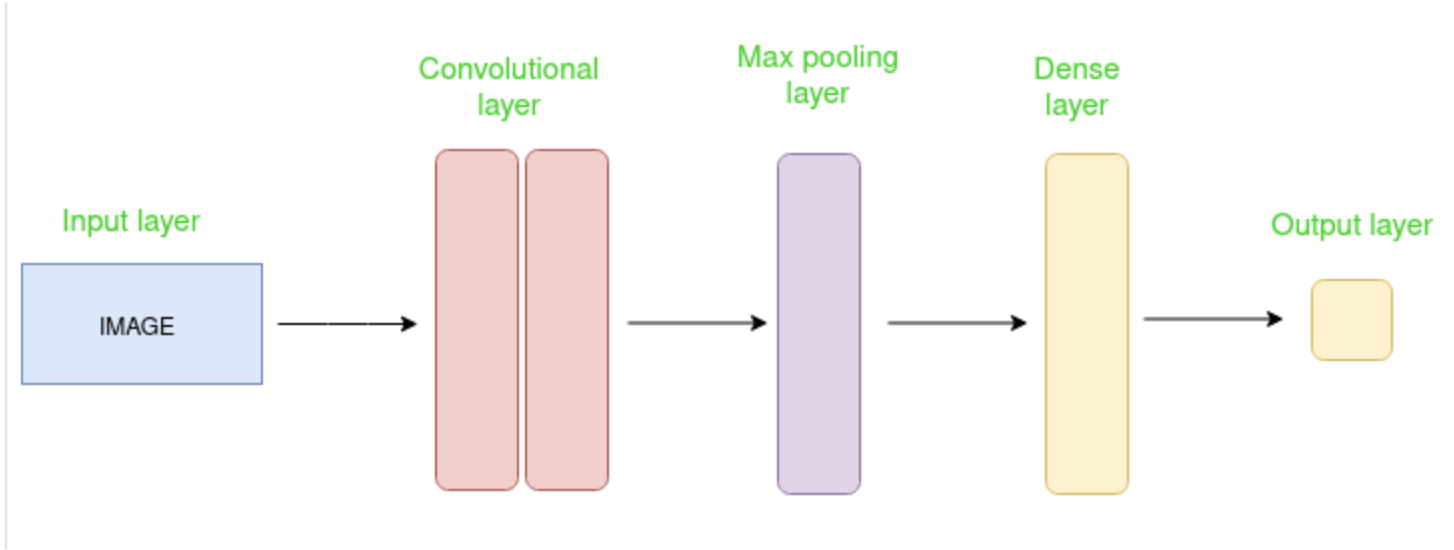 Input layer
IMAGE
Convolutional
layer
Max pooling
layer
Dense
layer
Output layer